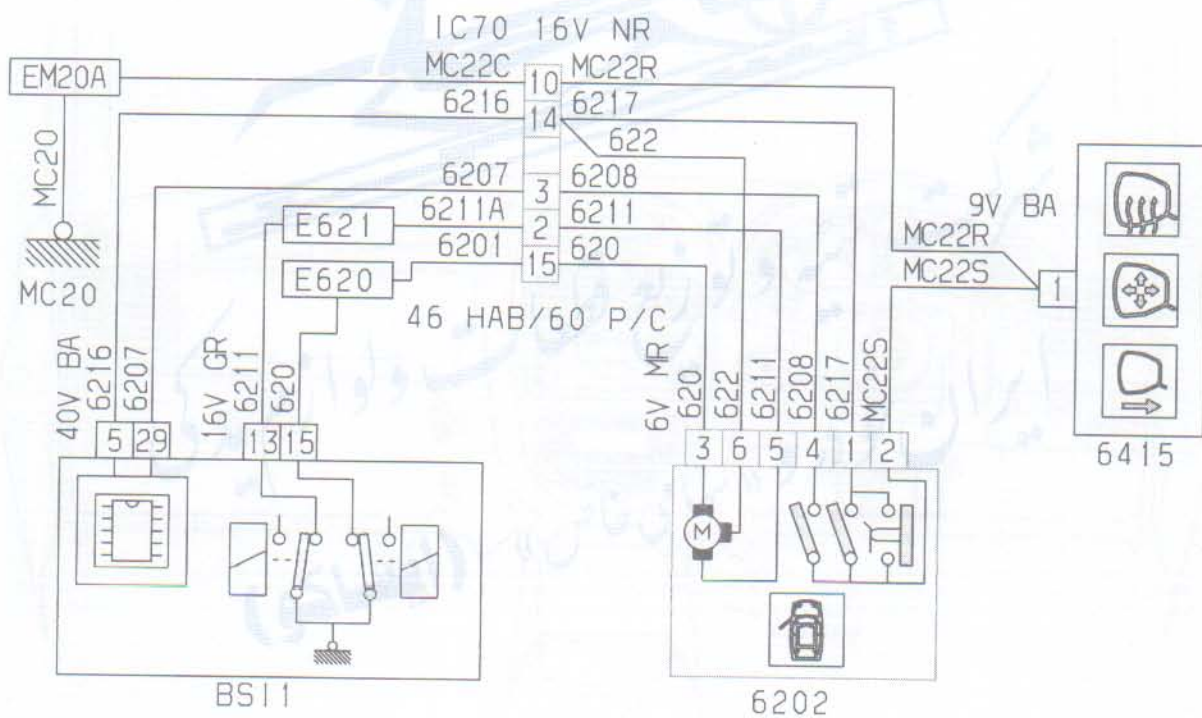 IC70 16V NR
EM20A
MC22C 10 MC22R
6216 14 6217
622
MC20
6207 3 6208
E621 6211A 2 6211
E620 6201 15 620
9V BA
MC22R
MC22S 1
MC20
46 HAB/60 P/C
40V BA 6216 6207
16V GR 6211 620
6V MR 620 622 6211 6208 6217 MC22S
5 29 13 15
3 6 5 4 1 2
6415
M
BSI1
6202